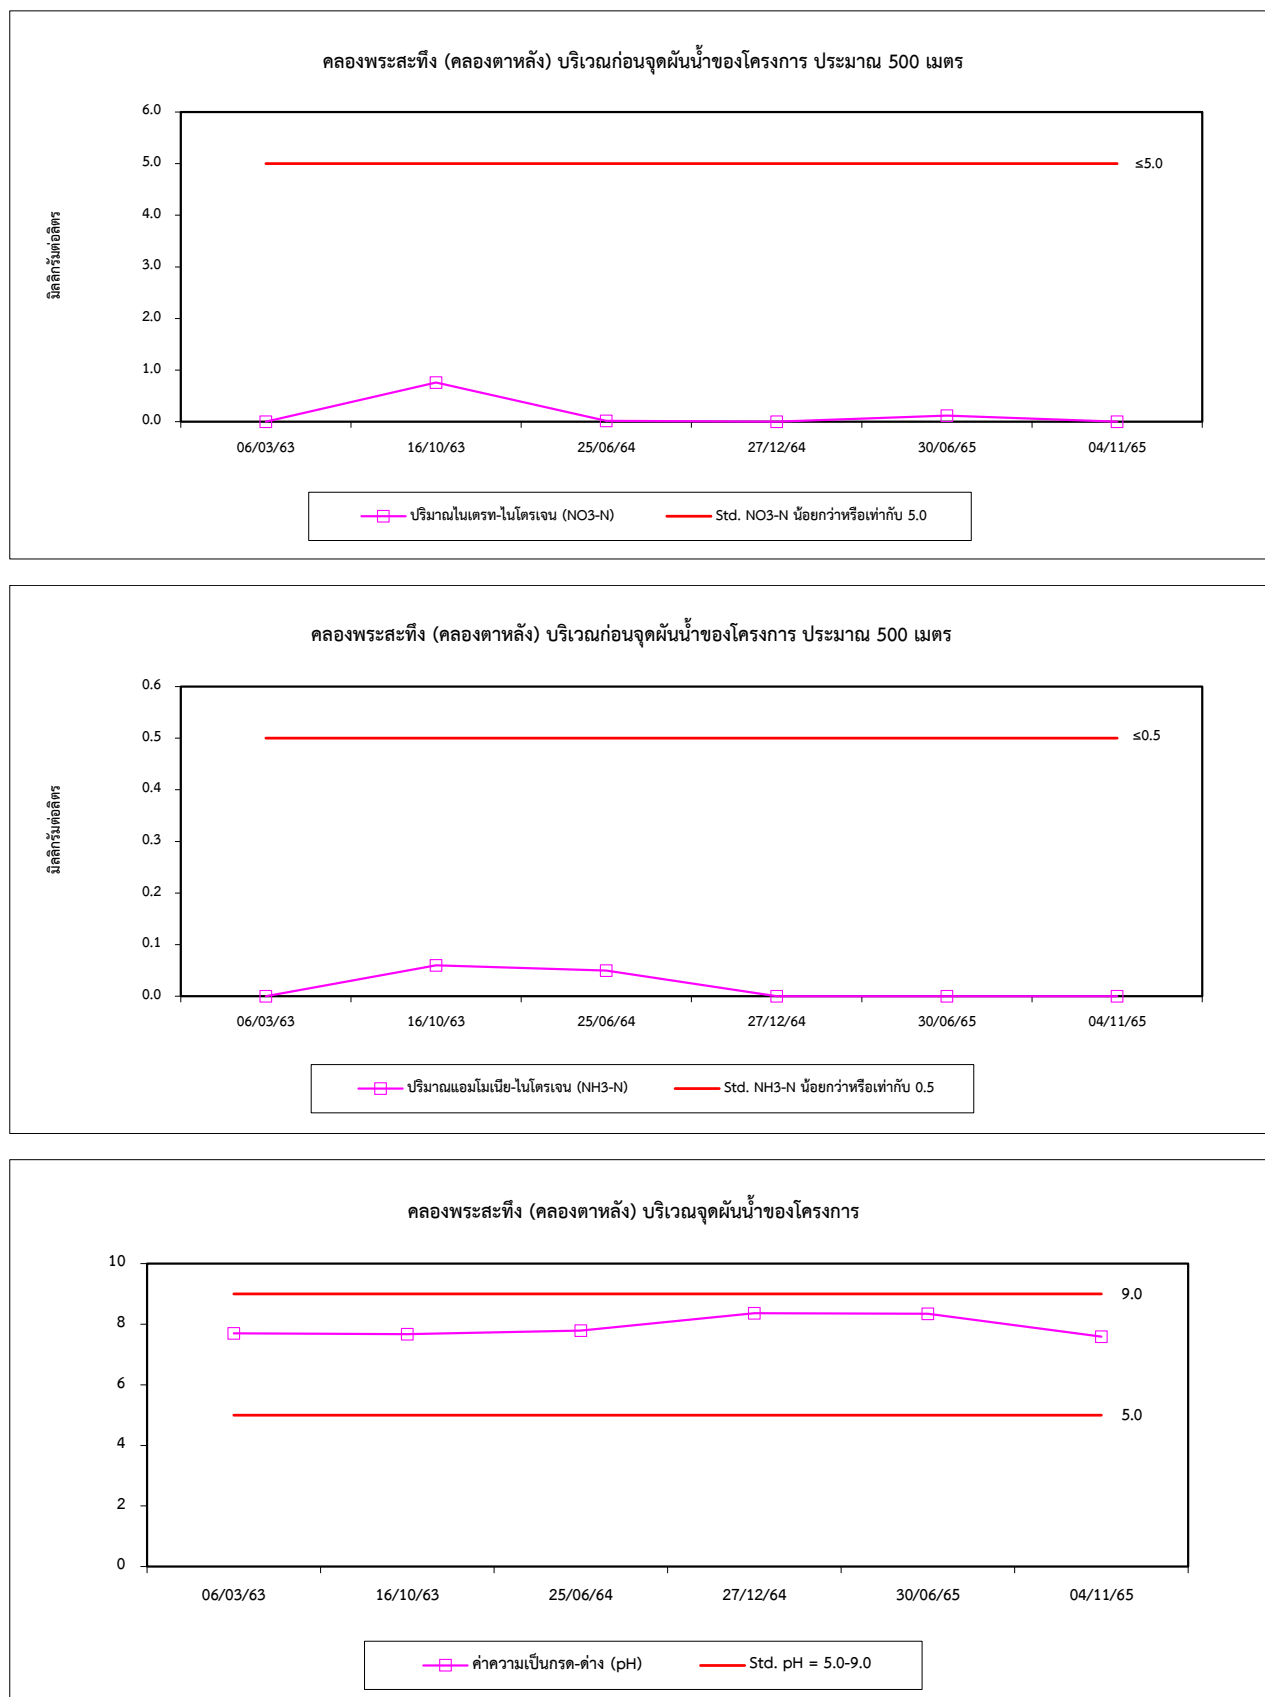 คลองพระสะทึง (คลองตาหลัง) บริเวณก่อนจุดผันน้ำของโครงการ ประมาณ 500 เมตร
มิลลิกรัมต่อลิตร
6.0
5.0
≤5.0
4.0
3.0
2.0
1.0
0.0
06/03/63 16/10/63 25/06/64 27/12/64 30/06/65 04/11/65
ปริมาณไนเตรท-ไนโตรเจน (NO3-N) Std. NO3-N น้อยกว่าหรือเท่ากับ 5.0
คลองพระสะทึง (คลองตาหลัง) บริเวณก่อนจุดผันน้ำของโครงการ ประมาณ 500 เมตร
มิลลิกรัมต่อลิตร
0.6
0.5
≤0.5
0.4
0.3
0.2
0.1
0.0
06/03/63 16/10/63 25/06/64 27/12/64 30/06/65 04/11/65
ปริมาณแอมโมเนีย-ไนโตรเจน (NH3-N) Std. NH3-N น้อยกว่าหรือเท่ากับ 0.5
คลองพระสะทึง (คลองตาหลัง) บริเวณจุดผันน้ำของโครงการ
10
9.0
8
6
5.0
4
2
0
06/03/63 16/10/63 25/06/64 27/12/64 30/06/65 04/11/65
ค่าความเป็นกรด-ด่าง (pH) Std. pH = 5.0-9.0